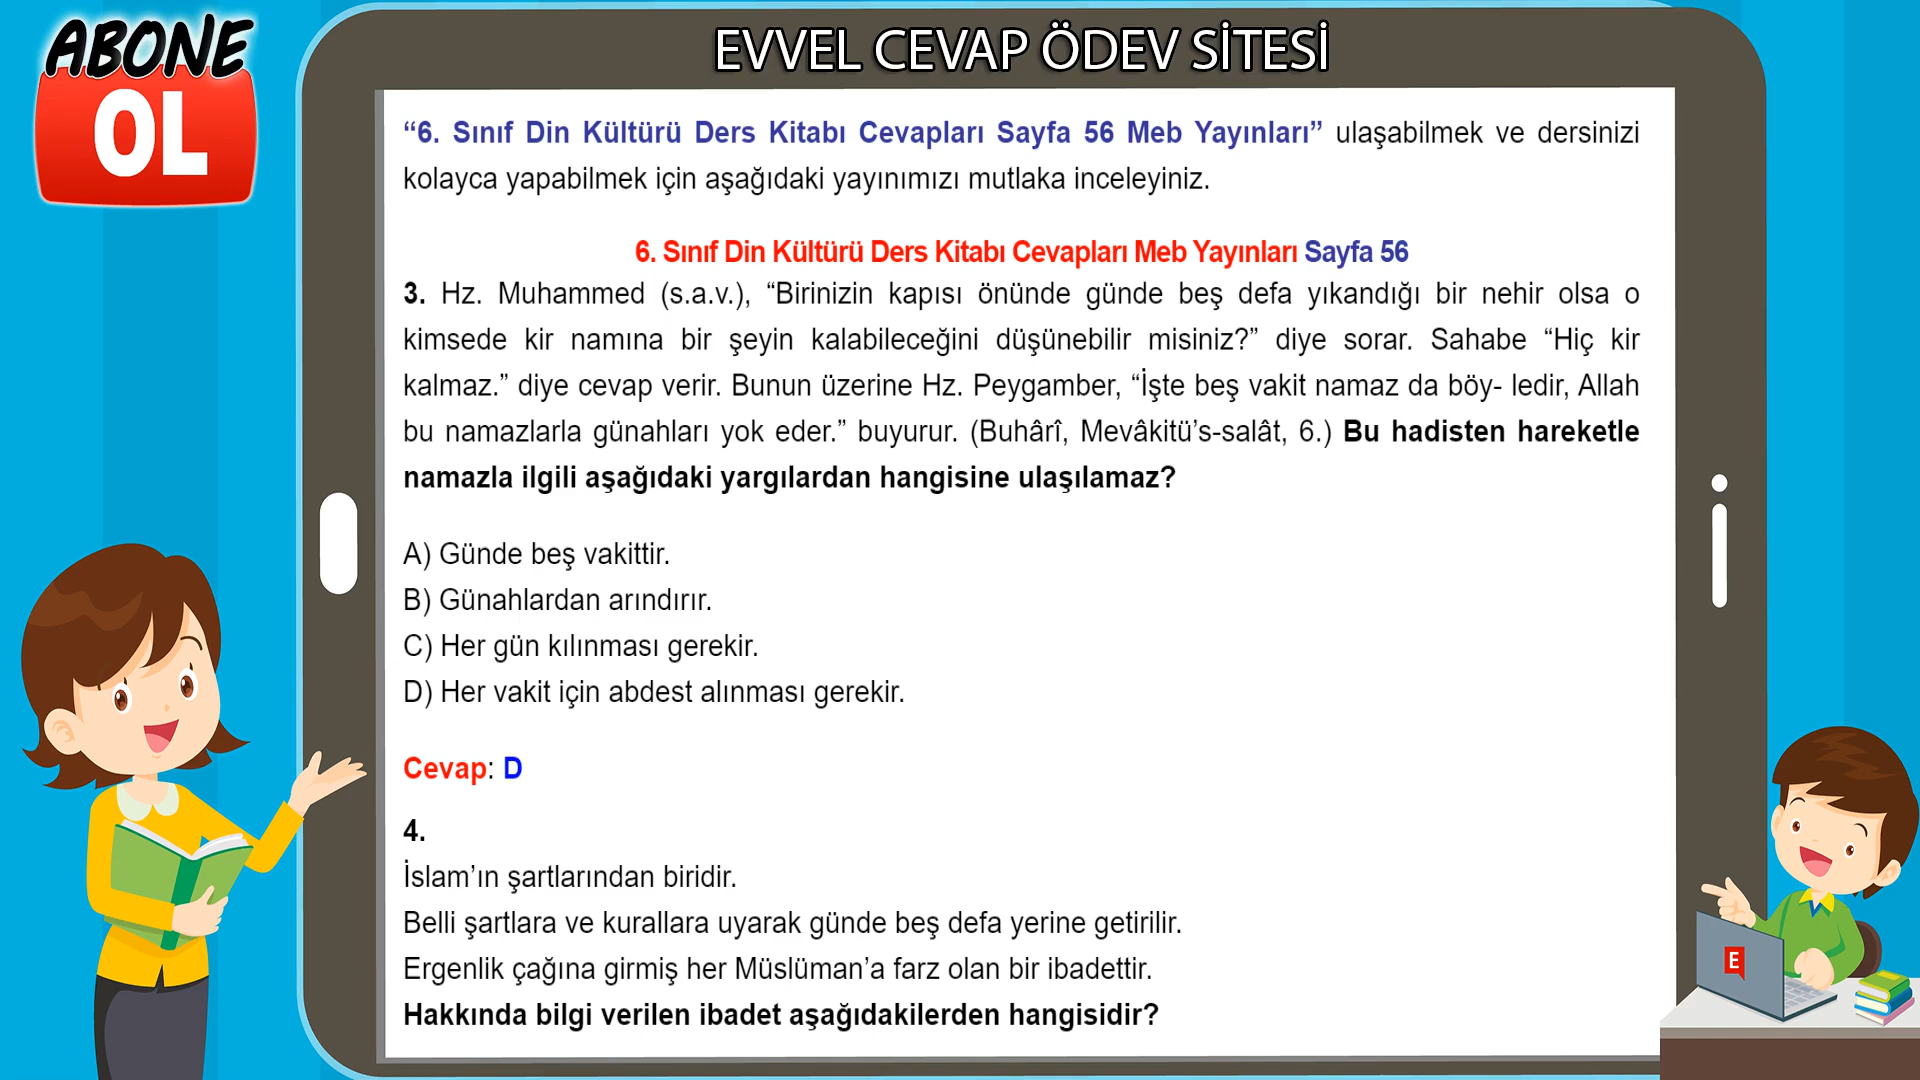 ABONE
OL
EVVEL CEVAP ÖDEV SİTESİ
“6. Sınıf Din Kültürü Ders Kitabı Cevapları Sayfa 56 Meb Yayınları” ulaşabilmek ve dersinizi
kolayca yapabilmek için aşağıdaki yayınımızı mutlaka inceleyiniz.
6. Sınıf Din Kültürü Ders Kitabı Cevapları Meb Yayınları Sayfa 56
3. Hz. Muhammed (s.a.v.), “Birinizin kapısı önünde günde beş defa yıkandığı bir nehir olsa o
kimsede kir namına bir şeyin kalabileceğini düşünebilir misiniz?” diye sorar. Sahabe “Hiç kir
kalmaz.” diye cevap verir. Bunun üzerine Hz. Peygamber, “İşte beş vakit namaz da böy- ledir, Allah
bu namazlarla günahları yok eder.” buyurur. (Buhârî, Mevâkitü’s-salât, 6.) Bu hadisten hareketle
namazla ilgili aşağıdaki yargılardan hangisine ulaşılamaz?
A) Günde beş vakittir.
B) Günahlardan arındırır.
C) Her gün kılınması gerekir.
D) Her vakit için abdest alınması gerekir.
Cevap: D
4.
İslam’ın şartlarından biridir.
Belli şartlara ve kurallara uyarak günde beş defa yerine getirilir.
Ergenlik çağına girmiş her Müslüman’a farz olan bir ibadettir.
Hakkında bilgi verilen ibadet aşağıdakilerden hangisidir?
E